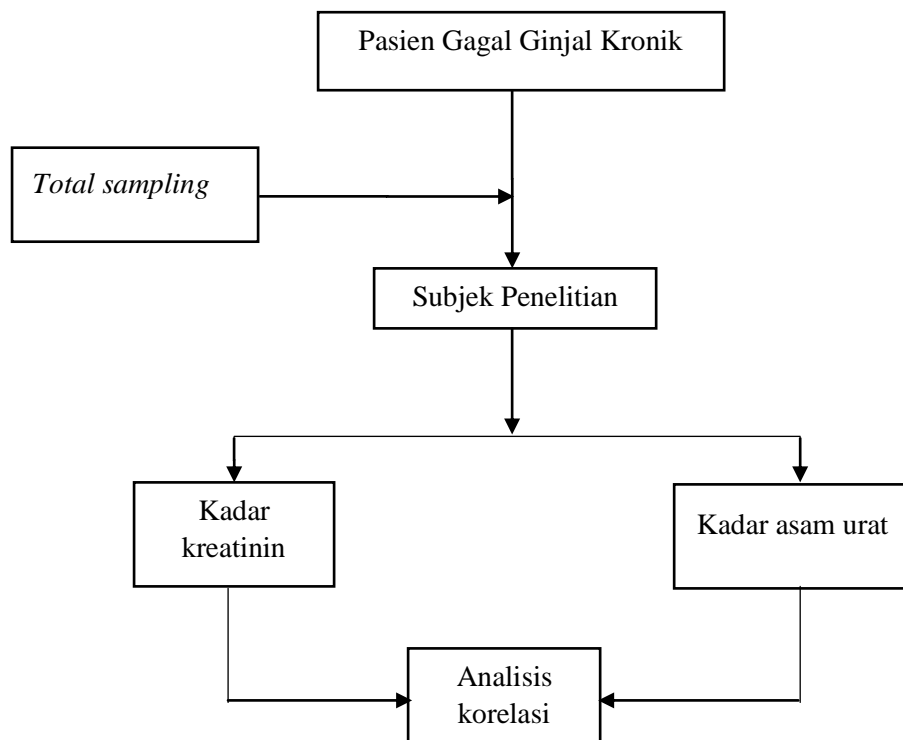 Pasien Gagal Ginjal Kronik
Total sampling
Subjek Penelitian
Kadar
kreatinin
Kadar asam urat
Analisis
korelasi